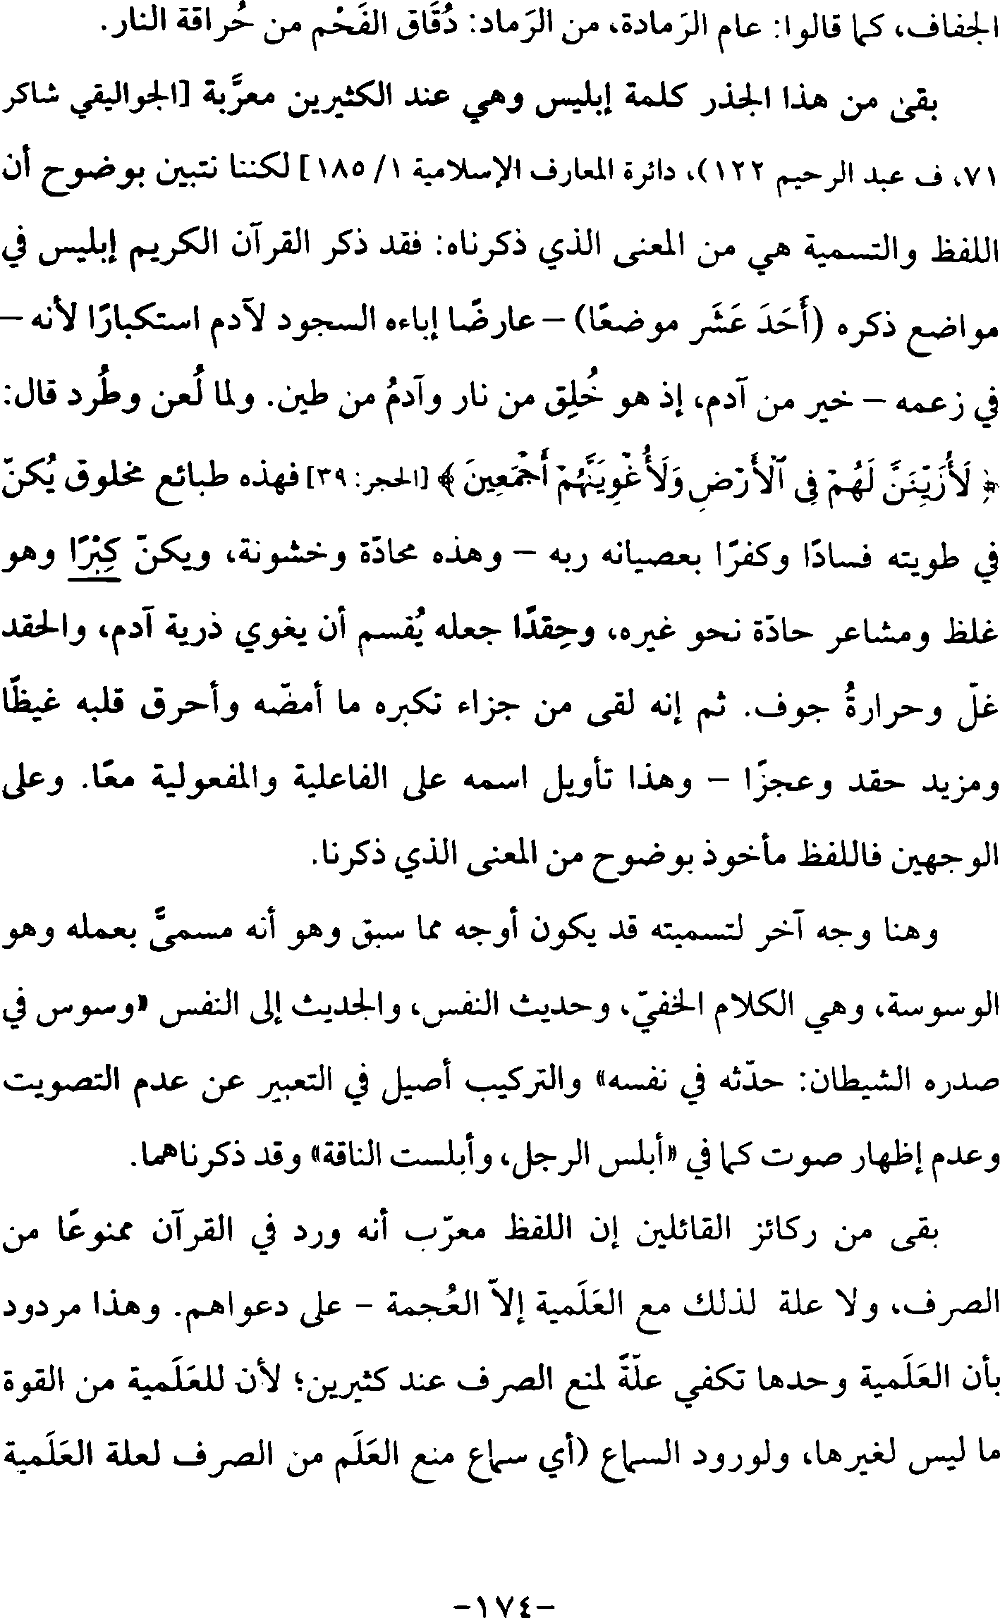 الجفاف، كما قالوا: عام الرَمادة، من الرَماد: دُقَاق الفَحْم من حُراقة النار.
بقىٰ من هذا الجذر كلمة إبليس وهي عند الكثيرين معرَّبة [الجواليقي شاكر
٧١، ف عبد الرحيم ١٢٢)، دائرة المعارف الإسلامية ١/ ١٨٥] لكننا نتبين بوضوح أن
اللفظ والتسمية هي من المعنى الذي ذكرناه: فقد ذكر القرآن الكريم إبليس في
مواضع ذكره (أَحَدَ عَشَر موضعًا) – عارضًا إباءه السجود لآدم استكبارًا لأنه –
في زعمه – خير من آدم، إذ هو خُلِق من نار وآدمُ من طين. ولما لُعن وطُرد قال:
﴿ لَأُزَيِّنَنَّ لَهُمْ فِى ٱلْأَرْضِ وَلَأُغْوِيَنَّهُمْ أَجْمَعِينَ ﴾ [الحجر: ٣٩] فهذه طبائع مخلوق يُكنّ
في طويته فسادًا وكفرًا بعصيانه ربه – وهذه محادّة وخشونة، ويكنّ كِبْرًا وهو
غلظ ومشاعر حادّة نحو غيره، وحِقدًا جعله يُقسم أن يغوي ذرية آدم، والحقد
غلّ وحرارةُ جوف. ثم إنه لقى من جزاء تكبره ما أمضّه وأحرق قلبه غيظًا
ومزيد حقد وعجزًا – وهذا تأويل اسمه على الفاعلية والمفعولية معًا. وعلى
الوجهين فاللفظ مأخوذ بوضوح من المعنى الذي ذكرنا.
وهنا وجه آخر لتسميته قد يكون أوجه مما سبق وهو أنه مسمىًّ بعمله وهو
الوسوسة، وهي الكلام الخفيّ، وحديث النفس، والجديث إلى النفس «وسوس في
صدره الشيطان: حدّثه في نفسه» والتركيب أصيل في التعبير عن عدم التصويت
وعدم إظهار صوت كما في «أبلس الرجل، وأبلست الناقة» وقد ذكرناهما.
بقى من ركائز القائلين إن اللفظ معرّب أنه ورد في القرآن ممنوعًا من
الصرف، ولا علة لذلك مع العَلَمية إلاّ العُجمة – على دعواهم. وهذا مردود
بأن العَلَمية وحدها تكفي علّةً لمنع الصرف عند كثيرين؛ لأن للعَلَمية من القوة
ما ليس لغيرها، ولورود السماع (أي سماع منع العَلَم من الصرف لعلة العَلَمية
-١٧٤-